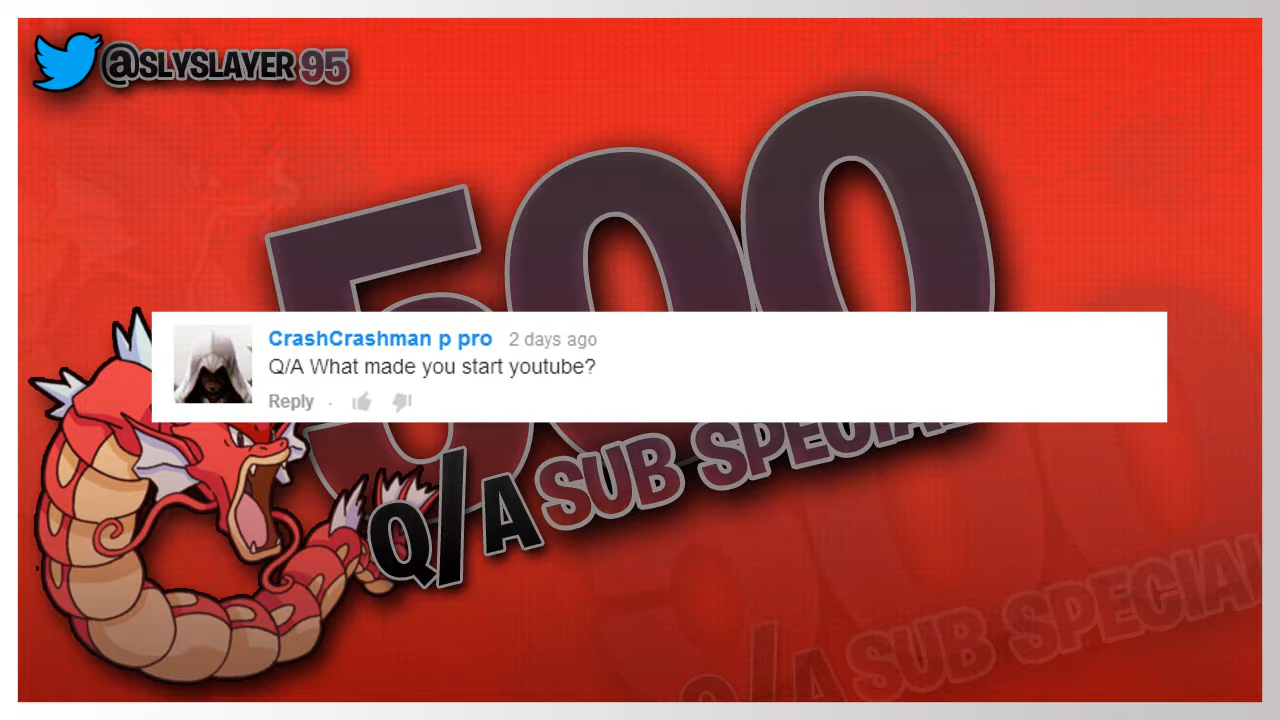 @SLYSLAYER 95
500
CrashCrashman p pro 2 days ago
Q/A What made you start youtube?
Reply ·
Q/A SUB SPECIAL
Q/A SUB SPECIAL